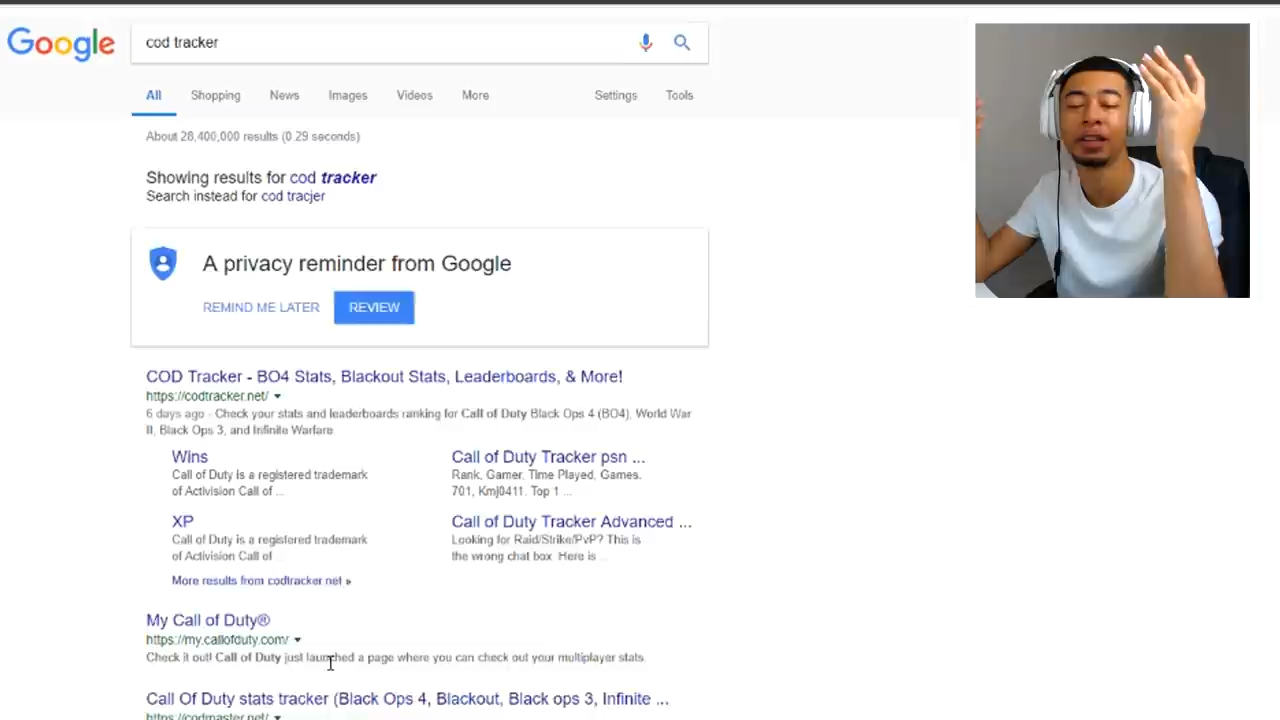 Google
cod tracker
All Shopping News Images Videos More Settings Tools
About 28,400,000 results (0.29 seconds)
Showing results for cod tracker
Search instead for cod tracjer
A privacy reminder from Google
REMIND ME LATER REVIEW
COD Tracker - BO4 Stats, Blackout Stats, Leaderboards, & More!
https://codtracker.net/
6 days ago - Check your stats and leaderboards ranking for Call of Duty Black Ops 4 (BO4), World War
II, Black Ops 3, and Infinite Warfare
Wins
Call of Duty is a registered trademark
of Activision Call of ...
Call of Duty Tracker psn ...
Rank, Gamer, Time Played, Games.
701, Kmj0411. Top 1 ...
XP
Call of Duty is a registered trademark
of Activision Call of ...
Call of Duty Tracker Advanced ...
Looking for Raid/Strike/PvP? This is
the wrong chat box. Here is ...
More results from codtracker.net »
My Call of Duty®
https://my.callofduty.com/
Check it out! Call of Duty just launched a page where you can check out your multiplayer stats.
Call Of Duty stats tracker (Black Ops 4, Blackout, Black ops 3, Infinite ...
https://codmaster.net/